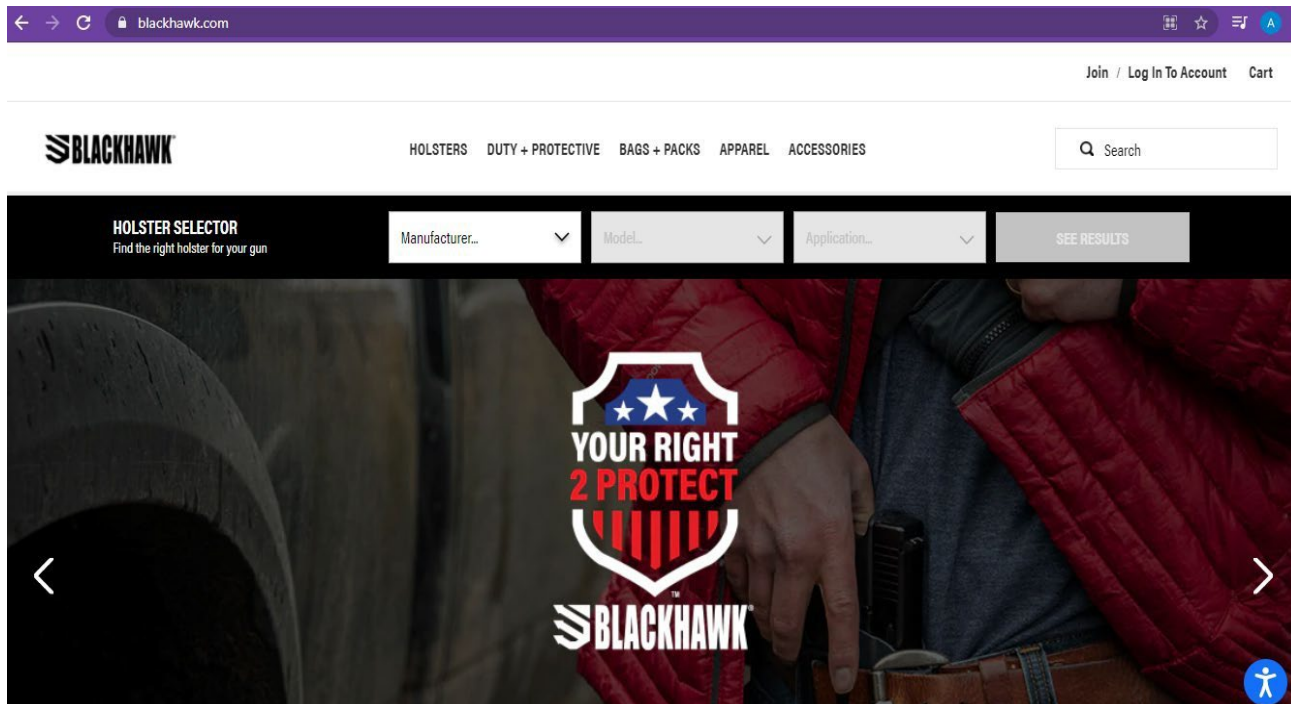 blackhawk.com
A
Join / Log In To Account Cart
BLACKHAWK
HOLSTERS DUTY + PROTECTIVE BAGS + PACKS APPAREL ACCESSORIES
Search
HOLSTER SELECTOR
Find the right holster for your gun
Manufacturer...
Model...
Application...
SEE RESULTS
YOUR RIGHT
2 PROTECT
TM
BLACKHAWK